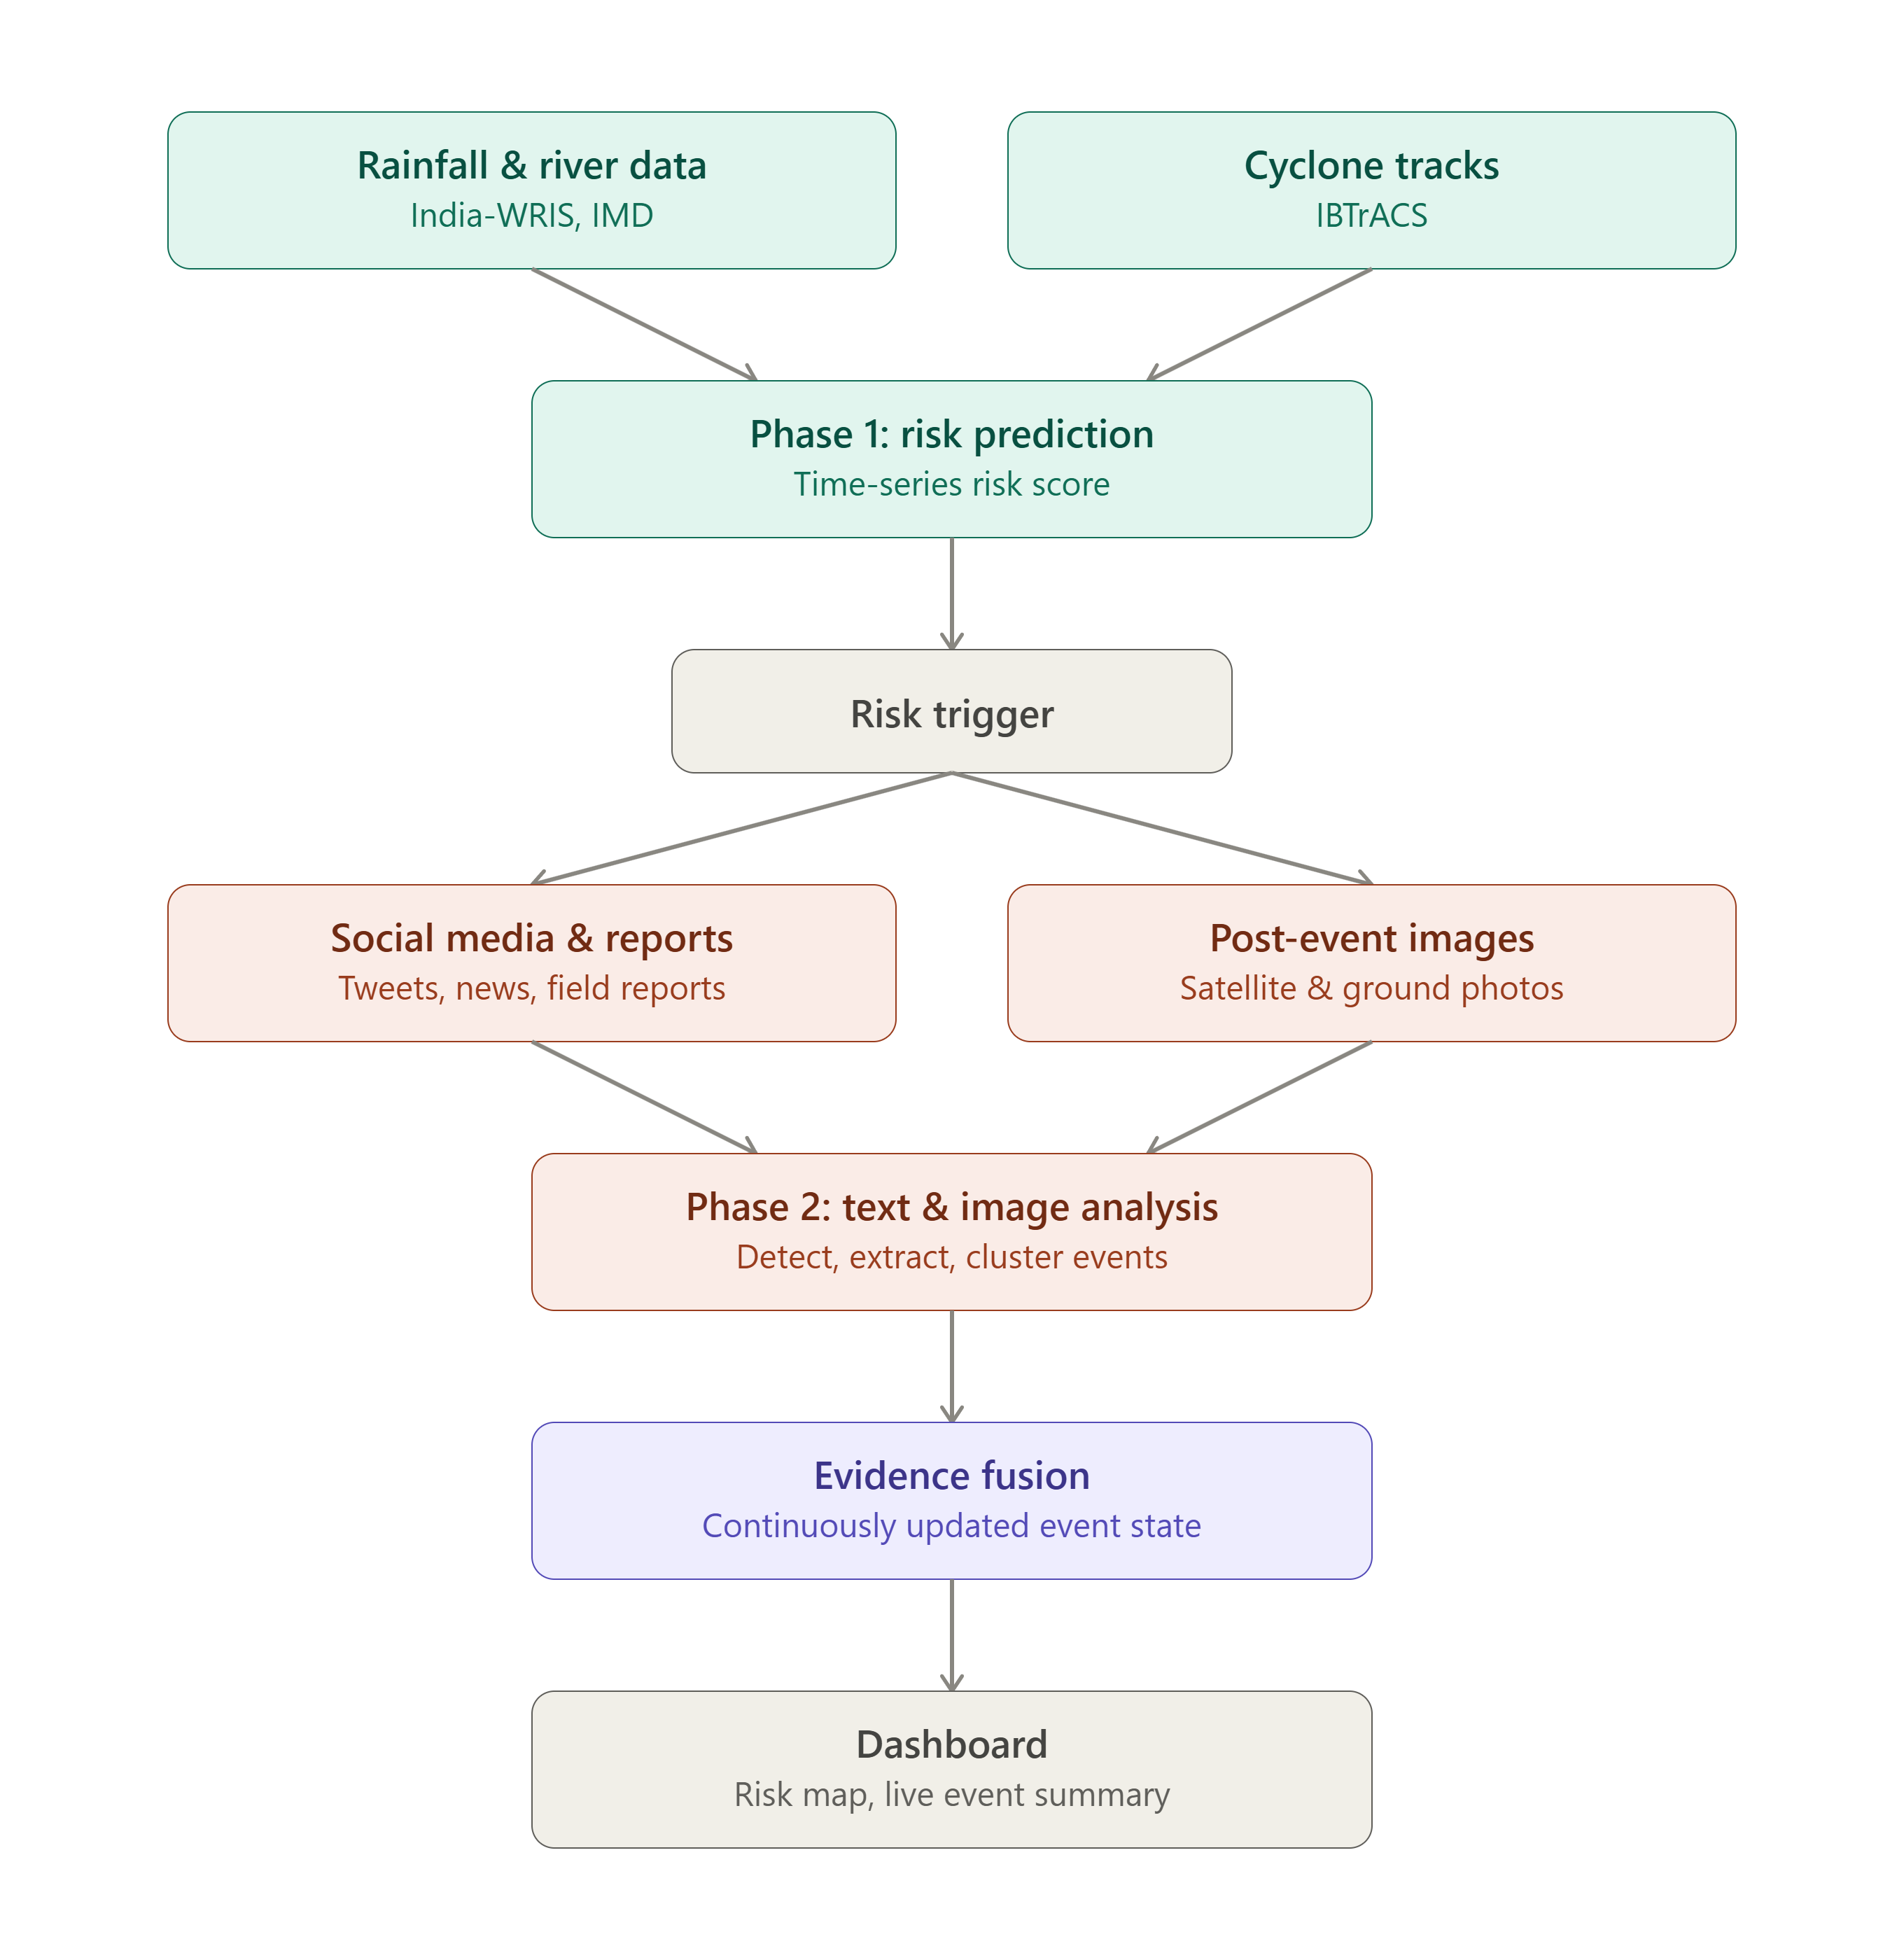 Rainfall & river data
India-WRIS, IMD
Cyclone tracks
IBTrACS
Phase 1: risk prediction
Time-series risk score
Risk trigger
Social media & reports
Tweets, news, field reports
Post-event images
Satellite & ground photos
Phase 2: text & image analysis
Detect, extract, cluster events
Evidence fusion
Continuously updated event state
Dashboard
Risk map, live event summary